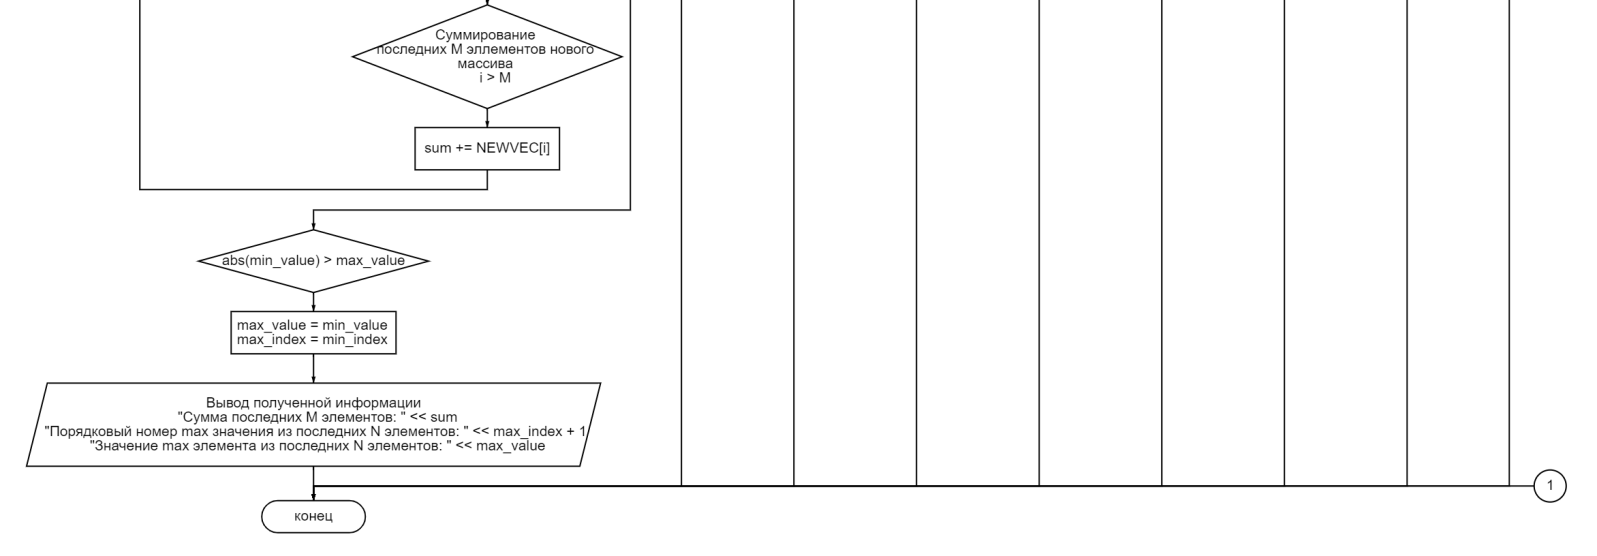 Суммирование
последних M эллементов нового
массива
i > M
sum += NEWVEC[i]
abs(min_value) > max_value
max_value = min_value
max_index = min_index
Вывод полученной информации
"Сумма последних M элементов: " << sum
"Порядковый номер max значения из последних N элементов: " << max_index + 1
"Значение max элемента из последних N элементов: " << max_value
1
конец